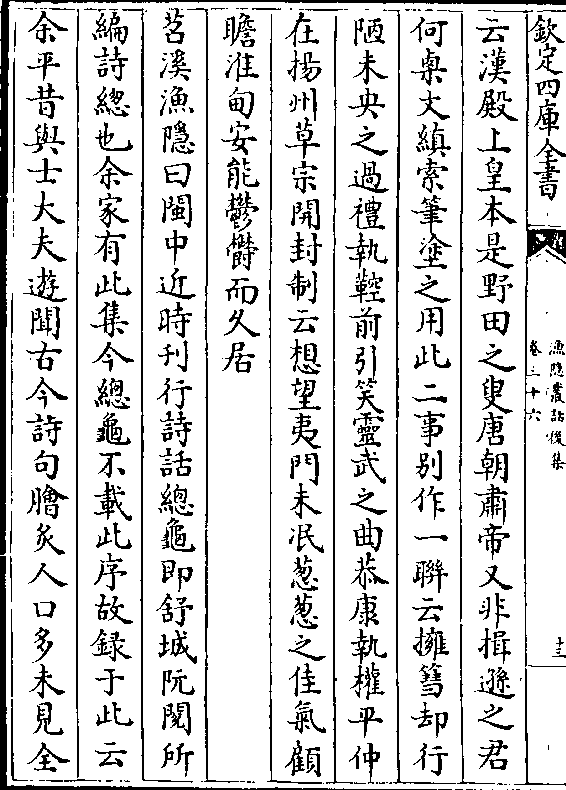 欽定四庫全書
漁隱叢話後集
卷三十六
十三
云漢殿上皇本是野田之叟唐朝肅帝又非揖遜之君
何㮚文縝索筆塗之用此二事别作一聯云擁篲却行
陋未央之過禮執鞚前引笑靈武之曲恭康執權平仲
在揚州草宗開封制云想望夷門未泯葱葱之佳氣顧
瞻淮甸安能鬱鬱而久居
苕溪漁隱曰閩中近時刊行詩話總龜即舒城阮閱所
編詩總也余家有此集今總龜不載此序故録于此云
余平昔與士大夫遊聞古今詩句膾炙人口多未見全